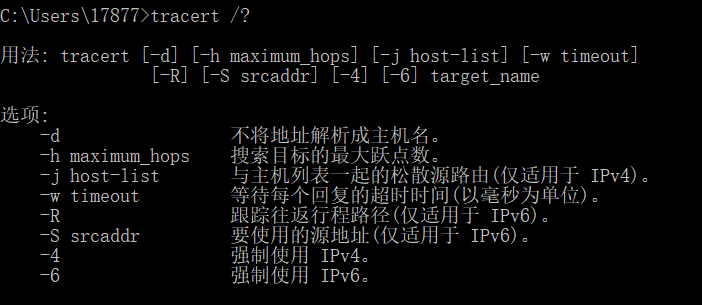 C:\Users\17877>tracert /?
用法: tracert [-d] [-h maximum_hops] [-j host-list] [-w timeout]
[-R] [-S srcaddr] [-4] [-6] target_name
选项:
-d 不将地址解析成主机名。
-h maximum_hops 搜索目标的最大跃点数。
-j host-list 与主机列表一起的松散源路由(仅适用于 IPv4)。
-w timeout 等待每个回复的超时时间(以毫秒为单位)。
-R 跟踪往返行程路径(仅适用于 IPv6)。
-S srcaddr 要使用的源地址(仅适用于 IPv6)。
-4 强制使用 IPv4。
-6 强制使用 IPv6。